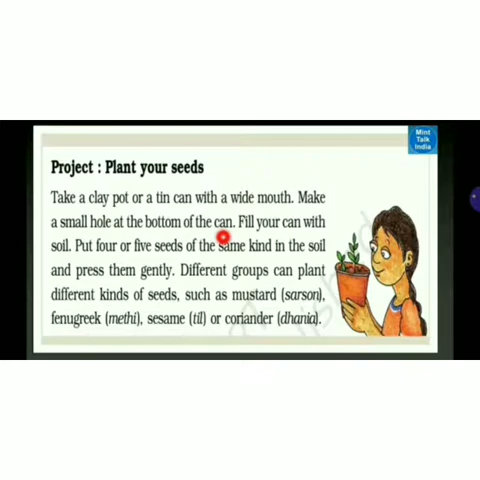 Mint
Talk
India
Project : Plant your seeds
Take a clay pot or a tin can with a wide mouth. Make
a small hole at the bottom of the can. Fill your can with
soil. Put four or five seeds of the same kind in the soil
and press them gently. Different groups can plant
different kinds of seeds, such as mustard (sarson),
fenugreek (methi), sesame (til) or coriander (dhania).